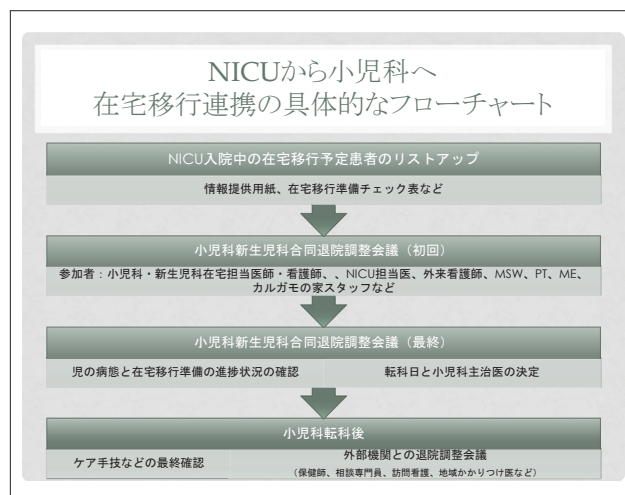 NICUから小児科へ
在宅移行連携の具体的なフローチャート
NICU入院中の在宅移行予定患者のリストアップ
情報提供用紙、在宅移行準備チェック表など
小児科新生児科合同退院調整会議（初回）
参加者：小児科・新生児科在宅担当医師・看護師、、NICU担当医、外来看護師、MSW、PT、ME、
カルガモの家スタッフなど
小児科新生児科合同退院調整会議（最終）
児の病態と在宅移行準備の進捗状況の確認
転科日と小児科主治医の決定
小児科転科後
ケア手技などの最終確認
外部機関との退院調整会議
（保健師、相談専門員、訪問看護、地域かかりつけ医など）